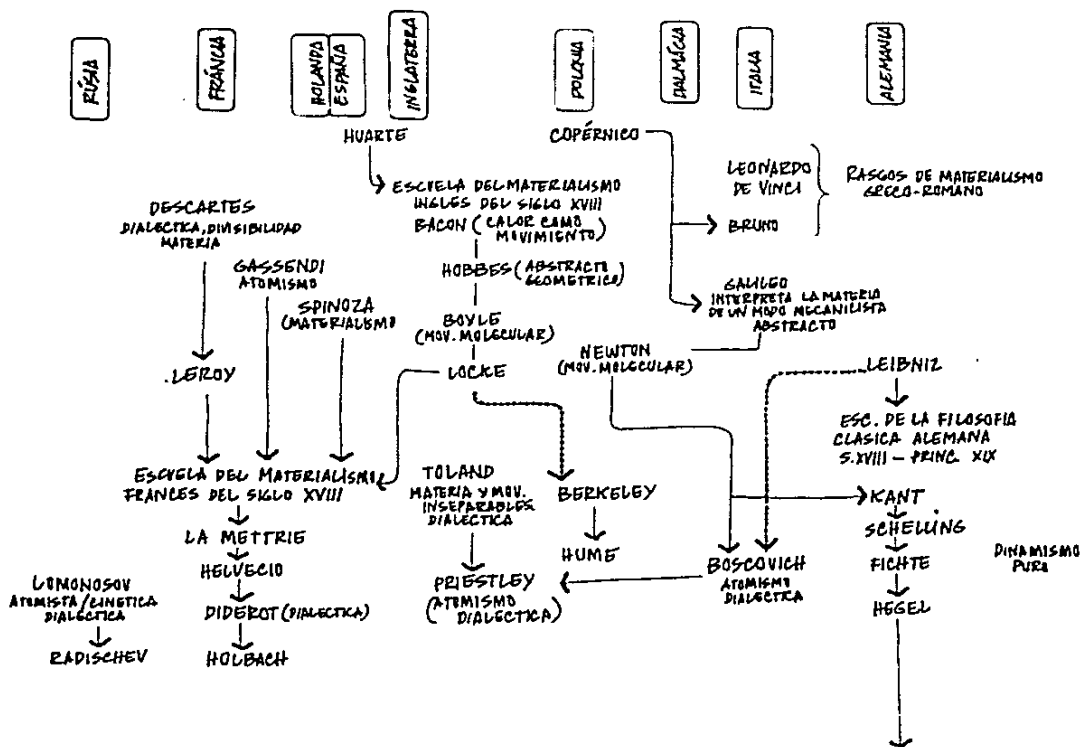 RÚSIA
FRÁNCIA
HOLANDA
ESPAÑA
INGLATERRA
POLONIA
DALMÁCIA
ITALIA
ALEMANIA
HUARTE
COPÉRNICO
ESCUELA DEL MATERIALISMO
INGLES DEL SIGLO XVIII
BACON (CALOR COMO
MOVIMIENTO)
LEONARDO
DE VINCI
RASGOS DE MATERIALISMO
GRECO-ROMANO
BRUNO
DESCARTES
DIALECTICA, DIVISIBILIDAD
MATERIA
HOBBES (ABSTRACTO
GEOMETRICO)
GASSENDI
ATOMISMO
GALILEO
INTERPRETA LA MATERIA
DE UN MODO MECANICISTA
ABSTRACTO
SPINOZA
(MATERIALISMO
BOYLE
(MOV. MOLECULAR)
NEWTON
(MOV. MOLECULAR)
.LEROY
LOCKE
LEIBNIZ
ESC. DE LA FILOSOFIA
CLASICA ALEMANA
S.XVIII - PRINC XIX
ESCUELA DEL MATERIALISMO
FRANCES DEL SIGLO XVIII
TOLAND
MATERIA Y MOV.
INSEPARABLES
DIALECTICA
BERKELEY
KANT
LA METTRIE
SCHELLING
HUME
HELVECIO
PRIESTLEY
(ATOMISMO
DIALECTICA)
BOSCOVICH
ATOMISMO
DIALECTICA
FICHTE
DINAMISMO
PURO
LOMONOSOV
ATOMISTA/CINETICA
DIALECTICA
DIDEROT (DIALECTICA)
HEGEL
RADISCHEV
HOLBACH